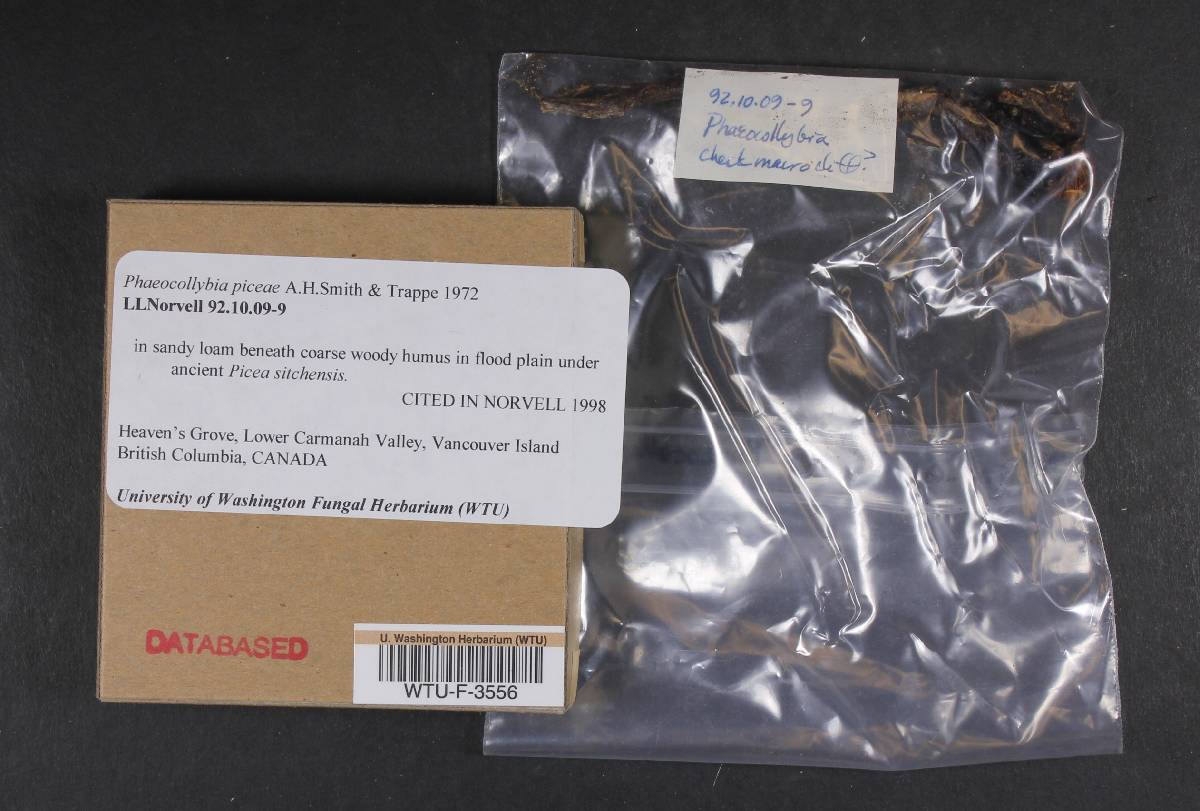 Phaeocollybia piceae A.H.Smith & Trappe 1972
LLNorvell 92.10.09-9
in sandy loam beneath coarse woody humus in flood plain under
ancient Picea sitchensis.
CITED IN NORVELL 1998
Heaven's Grove, Lower Carmanah Valley, Vancouver Island
British Columbia, CANADA
University of Washington Fungal Herbarium (WTU)
DATABASED
U. Washington Herbarium (WTU)
WTU-F-3556
92.10.09-9
Phaeocollybia
check macro